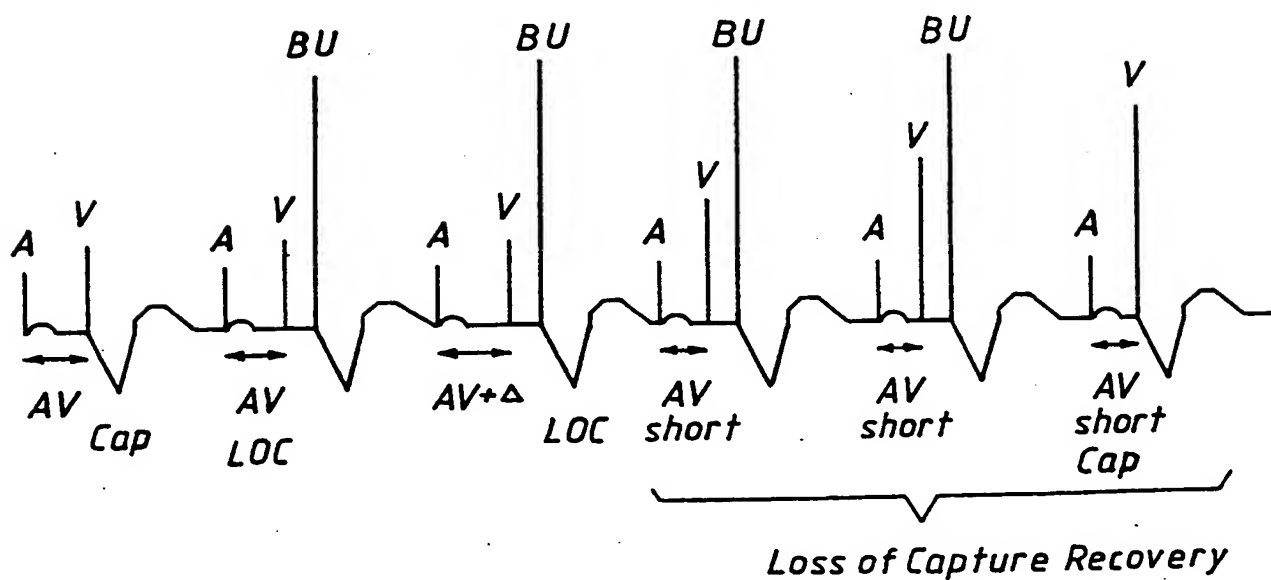 BU BU BU BU
V
V
V
V V V
A A A A A A
AV AV AV+Δ LOC AV short AV short AV short
Cap LOC Cap
Loss of Capture Recovery